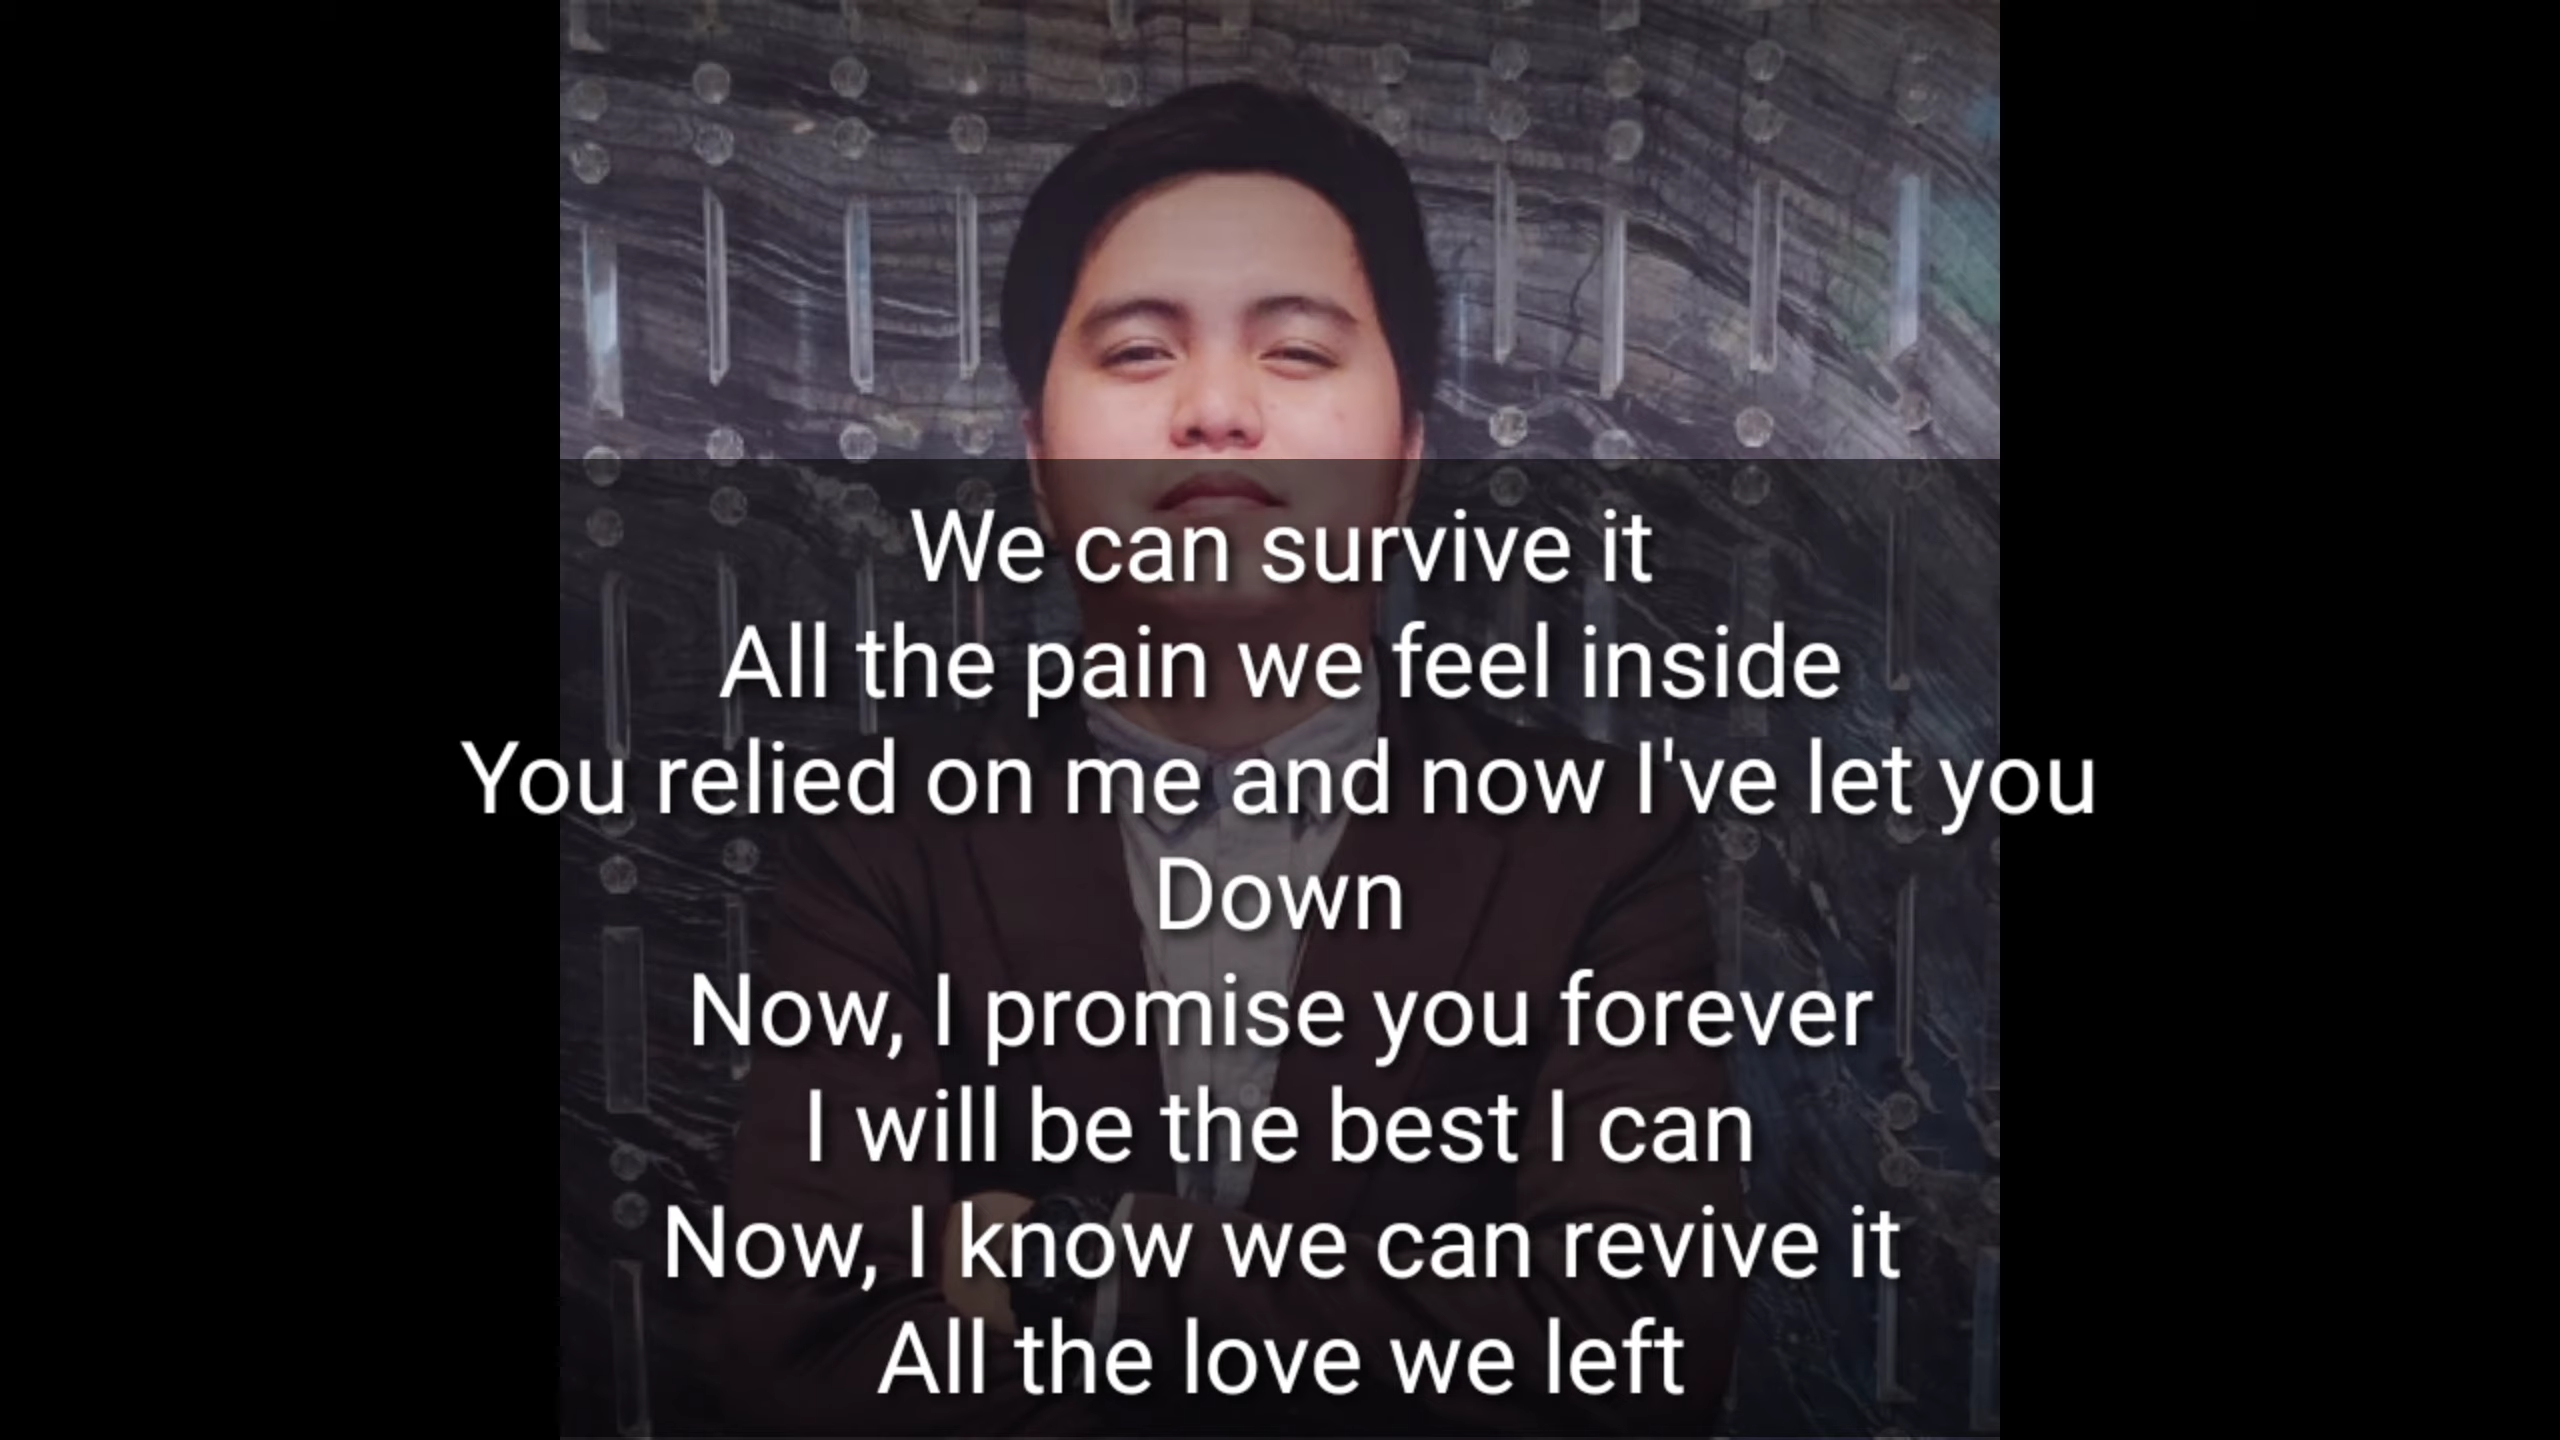 We can survive it
All the pain we feel inside
You relied on me and now I've let you
Down
Now, I promise you forever
I will be the best I can
Now, I know we can revive it
All the love we left